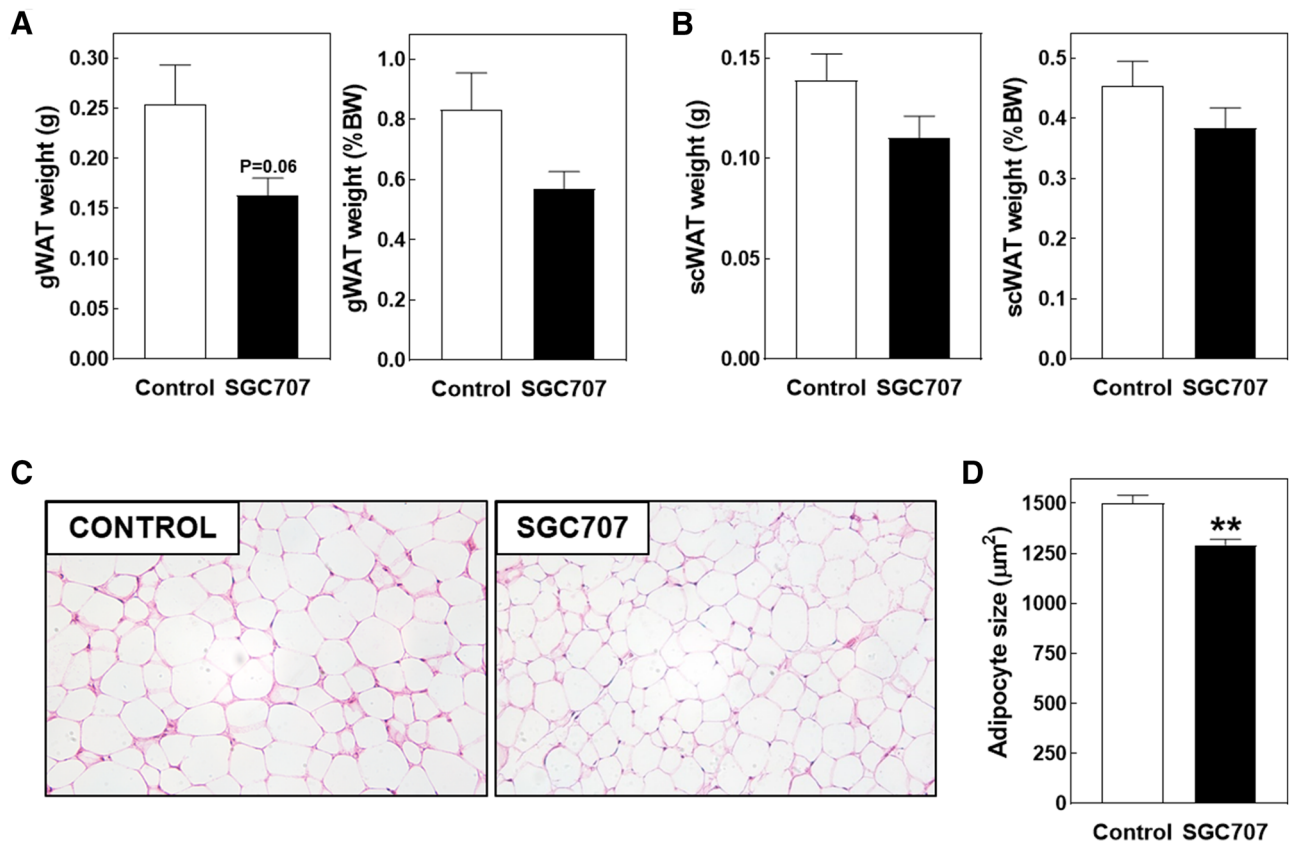 A
gWAT weight (g)
0.30
0.25
0.20
0.15
0.10
0.05
0.00
P=0.06
Control SGC707
gWAT weight (%BW)
1.0
0.8
0.6
0.4
0.2
0.0
Control SGC707
B
scWAT weight (g)
0.15
0.10
0.05
0.00
Control SGC707
scWAT weight (%BW)
0.5
0.4
0.3
0.2
0.1
0.0
Control SGC707
C
CONTROL
SGC707
D
Adipocyte size (μm²)
1500
1250
1000
750
500
250
0
**
Control SGC707